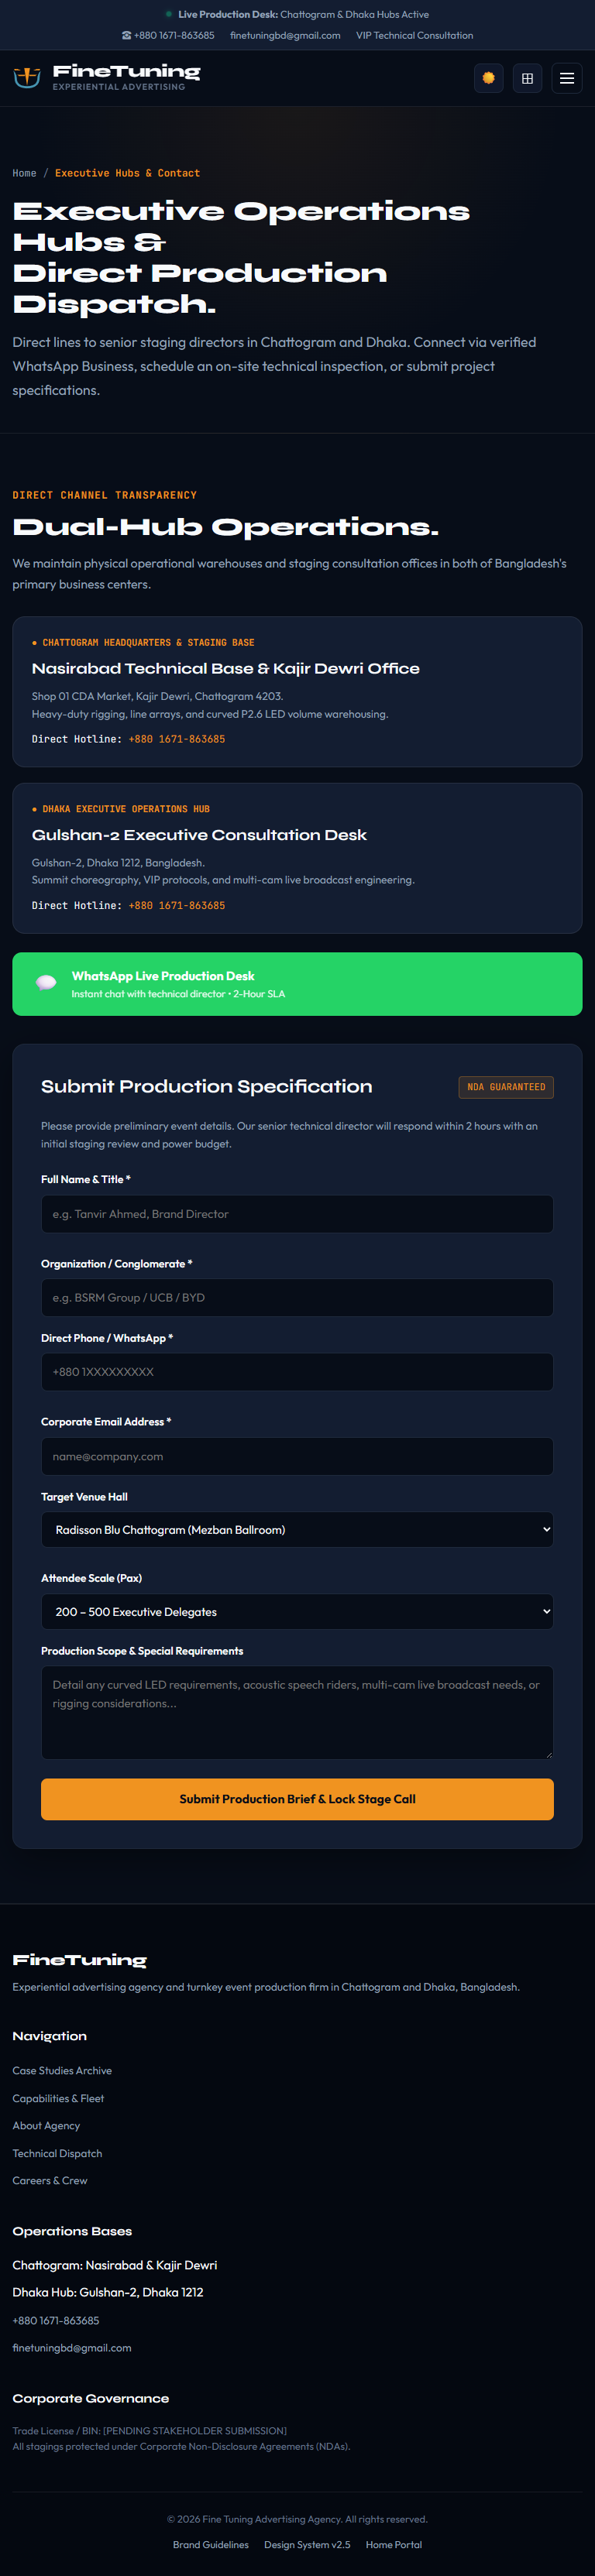 Live Production Desk: Chattogram & Dhaka Hubs Active
☎ +880 1671-863685 finetuningbd@gmail.com VIP Technical Consultation
FineTuning
EXPERIENTIAL ADVERTISING
Home / Executive Hubs & Contact
Executive Operations
Hubs &
Direct Production
Dispatch.
Direct lines to senior staging directors in Chattogram and Dhaka. Connect via verified
WhatsApp Business, schedule an on-site technical inspection, or submit project
specifications.
DIRECT CHANNEL TRANSPARENCY
Dual-Hub Operations.
We maintain physical operational warehouses and staging consultation offices in both of Bangladesh's
primary business centers.
● CHATTOGRAM HEADQUARTERS & STAGING BASE
Nasirabad Technical Base & Kajir Dewri Office
Shop 01 CDA Market, Kajir Dewri, Chattogram 4203.
Heavy-duty rigging, line arrays, and curved P2.6 LED volume warehousing.
Direct Hotline: +880 1671-863685
● DHAKA EXECUTIVE OPERATIONS HUB
Gulshan-2 Executive Consultation Desk
Gulshan-2, Dhaka 1212, Bangladesh.
Summit choreography, VIP protocols, and multi-cam live broadcast engineering.
Direct Hotline: +880 1671-863685
WhatsApp Live Production Desk
Instant chat with technical director • 2-Hour SLA
Submit Production Specification
NDA GUARANTEED
Please provide preliminary event details. Our senior technical director will respond within 2 hours with an
initial staging review and power budget.
Full Name & Title *
e.g. Tanvir Ahmed, Brand Director
Organization / Conglomerate *
e.g. BSRM Group / UCB / BYD
Direct Phone / WhatsApp *
+880 1XXXXXXXXX
Corporate Email Address *
name@company.com
Target Venue Hall
Radisson Blu Chattogram (Mezban Ballroom)
Attendee Scale (Pax)
200 – 500 Executive Delegates
Production Scope & Special Requirements
Detail any curved LED requirements, acoustic speech riders, multi-cam live broadcast needs, or
rigging considerations...
Submit Production Brief & Lock Stage Call
FineTuning
Experiential advertising agency and turnkey event production firm in Chattogram and Dhaka, Bangladesh.
Navigation
Case Studies Archive
Capabilities & Fleet
About Agency
Technical Dispatch
Careers & Crew
Operations Bases
Chattogram: Nasirabad & Kajir Dewri
Dhaka Hub: Gulshan-2, Dhaka 1212
+880 1671-863685
finetuningbd@gmail.com
Corporate Governance
Trade License / BIN: [PENDING STAKEHOLDER SUBMISSION]
All stagings protected under Corporate Non-Disclosure Agreements (NDAs).
© 2026 Fine Tuning Advertising Agency. All rights reserved.
Brand Guidelines Design System v2.5 Home Portal